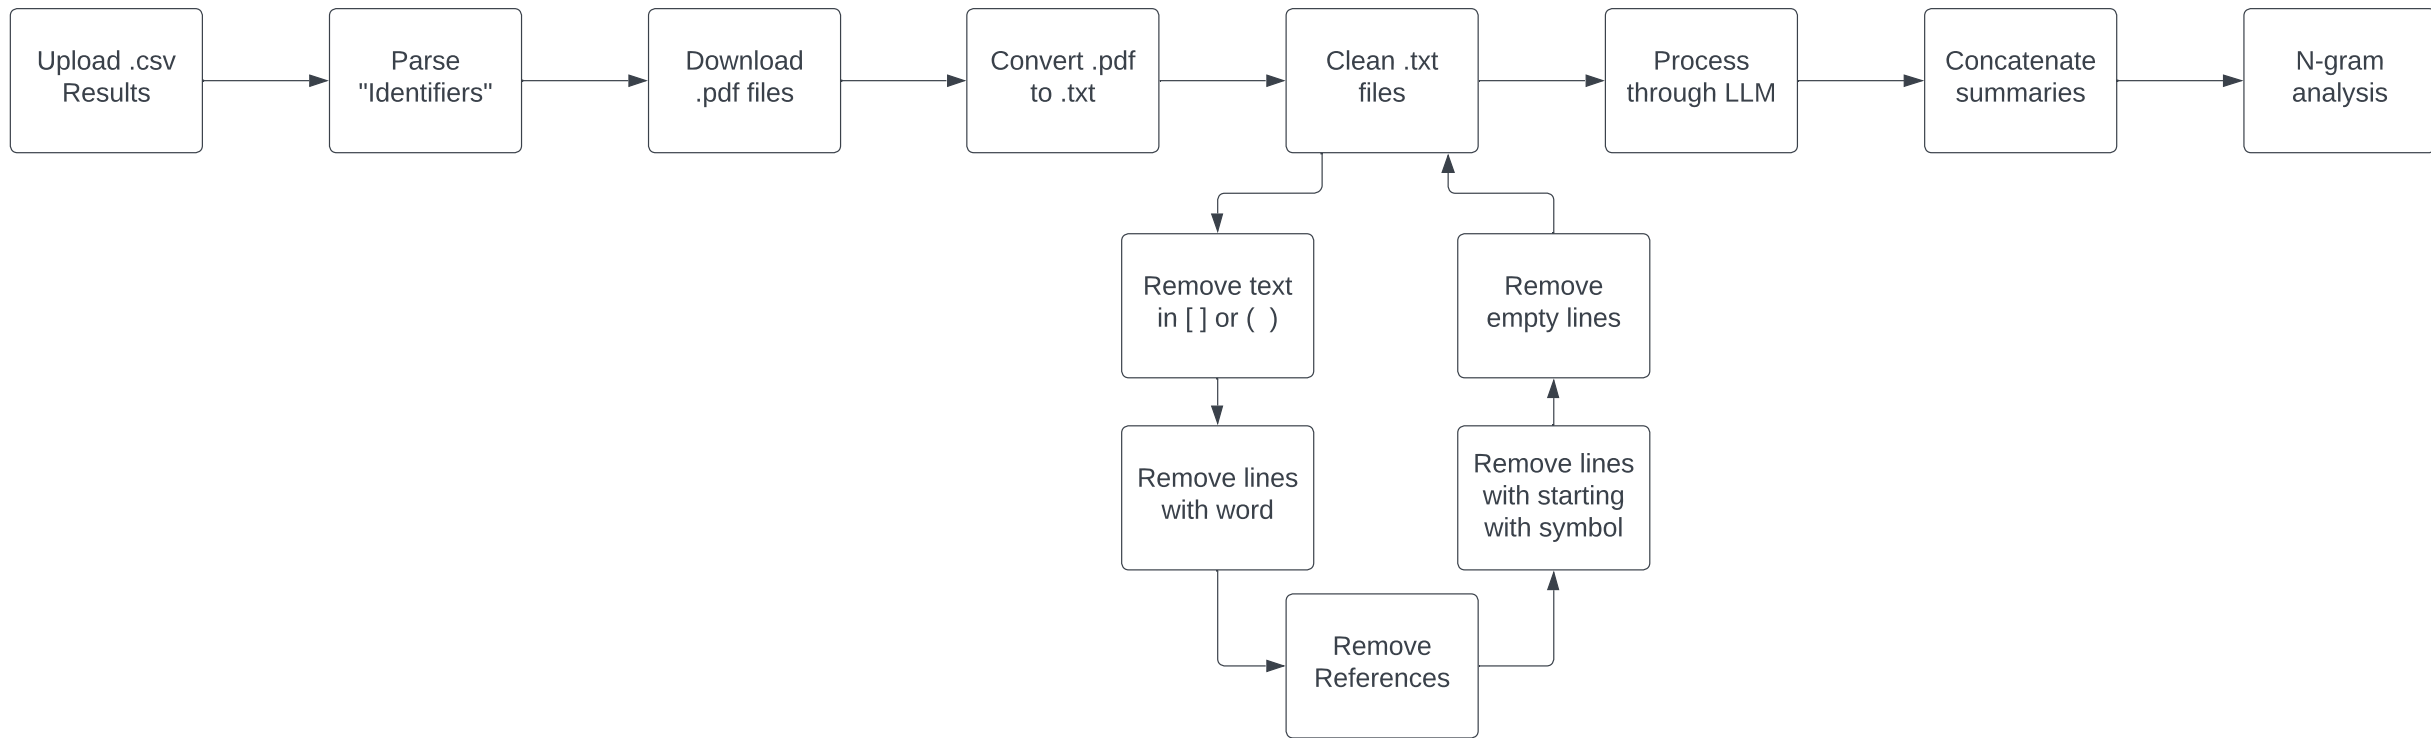 Upload .csv
Results
Parse
"Identifiers"
Download
.pdf files
Convert .pdf
to .txt
Clean .txt
files
Process
through LLM
Concatenate
summaries
N-gram
analysis
Remove text
in [ ] or (  )
Remove lines
with word
Remove
References
Remove lines
with starting
with symbol
Remove
empty lines